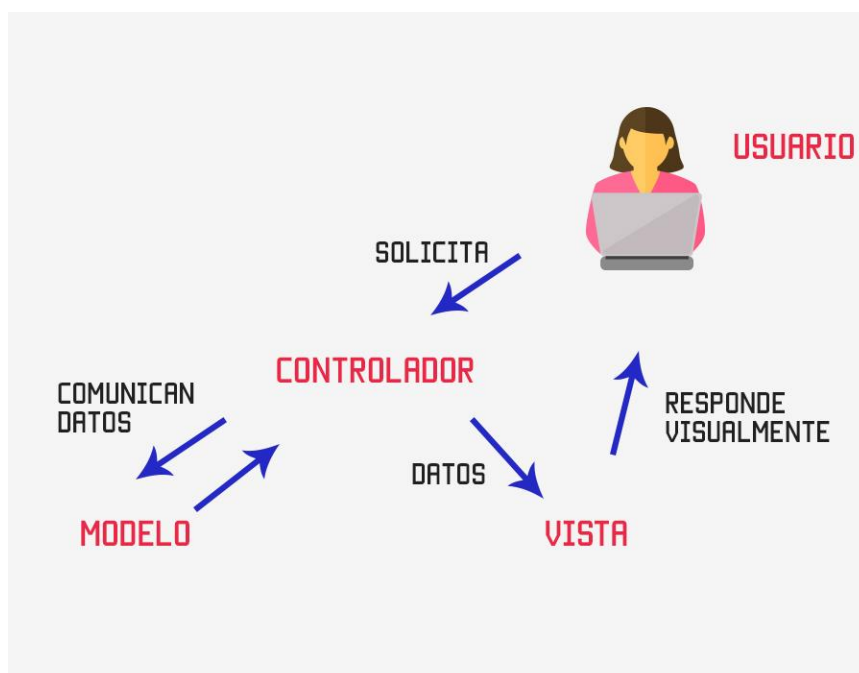 USUARIO
SOLICITA
CONTROLADOR
COMUNICAN
DATOS
RESPONDE
VISUALMENTE
DATOS
MODELO
VISTA